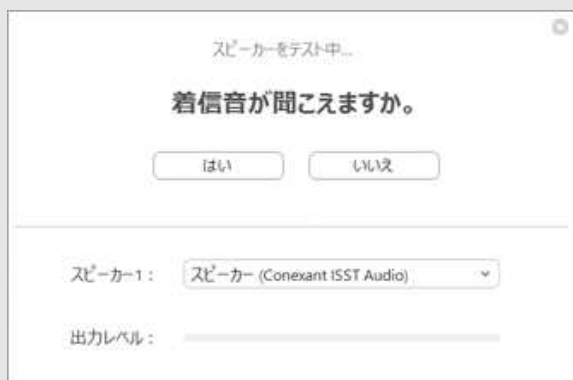 スピーカーをテスト中...
着信音が聞こえますか。
はい
いいえ
スピーカー1：
スピーカー (Conexant ISST Audio)
出力レベル：